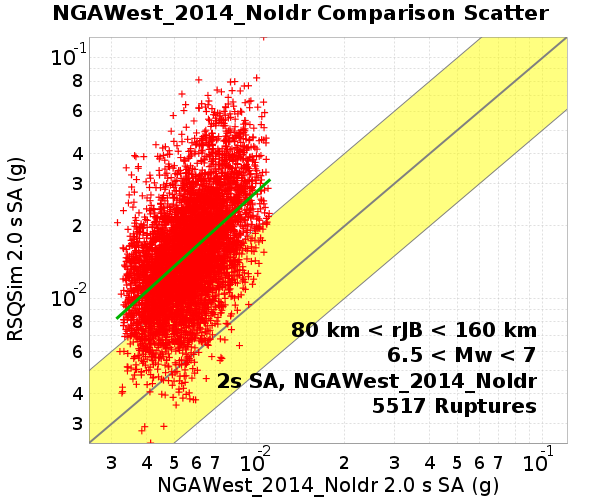 NGAWest_2014_NoIdr Comparison Scatter
10⁻¹
8
6
4
3
2
10⁻²
8
6
4
3
RSQSim 2.0 s SA (g)
80 km < rJB < 160 km
6.5 < Mw < 7
2s SA, NGAWest_2014_NoIdr
5517 Ruptures
3 4 5 6 7 10⁻² 2 3 4 5 6 7 10⁻¹
NGAWest_2014_NoIdr 2.0 s SA (g)